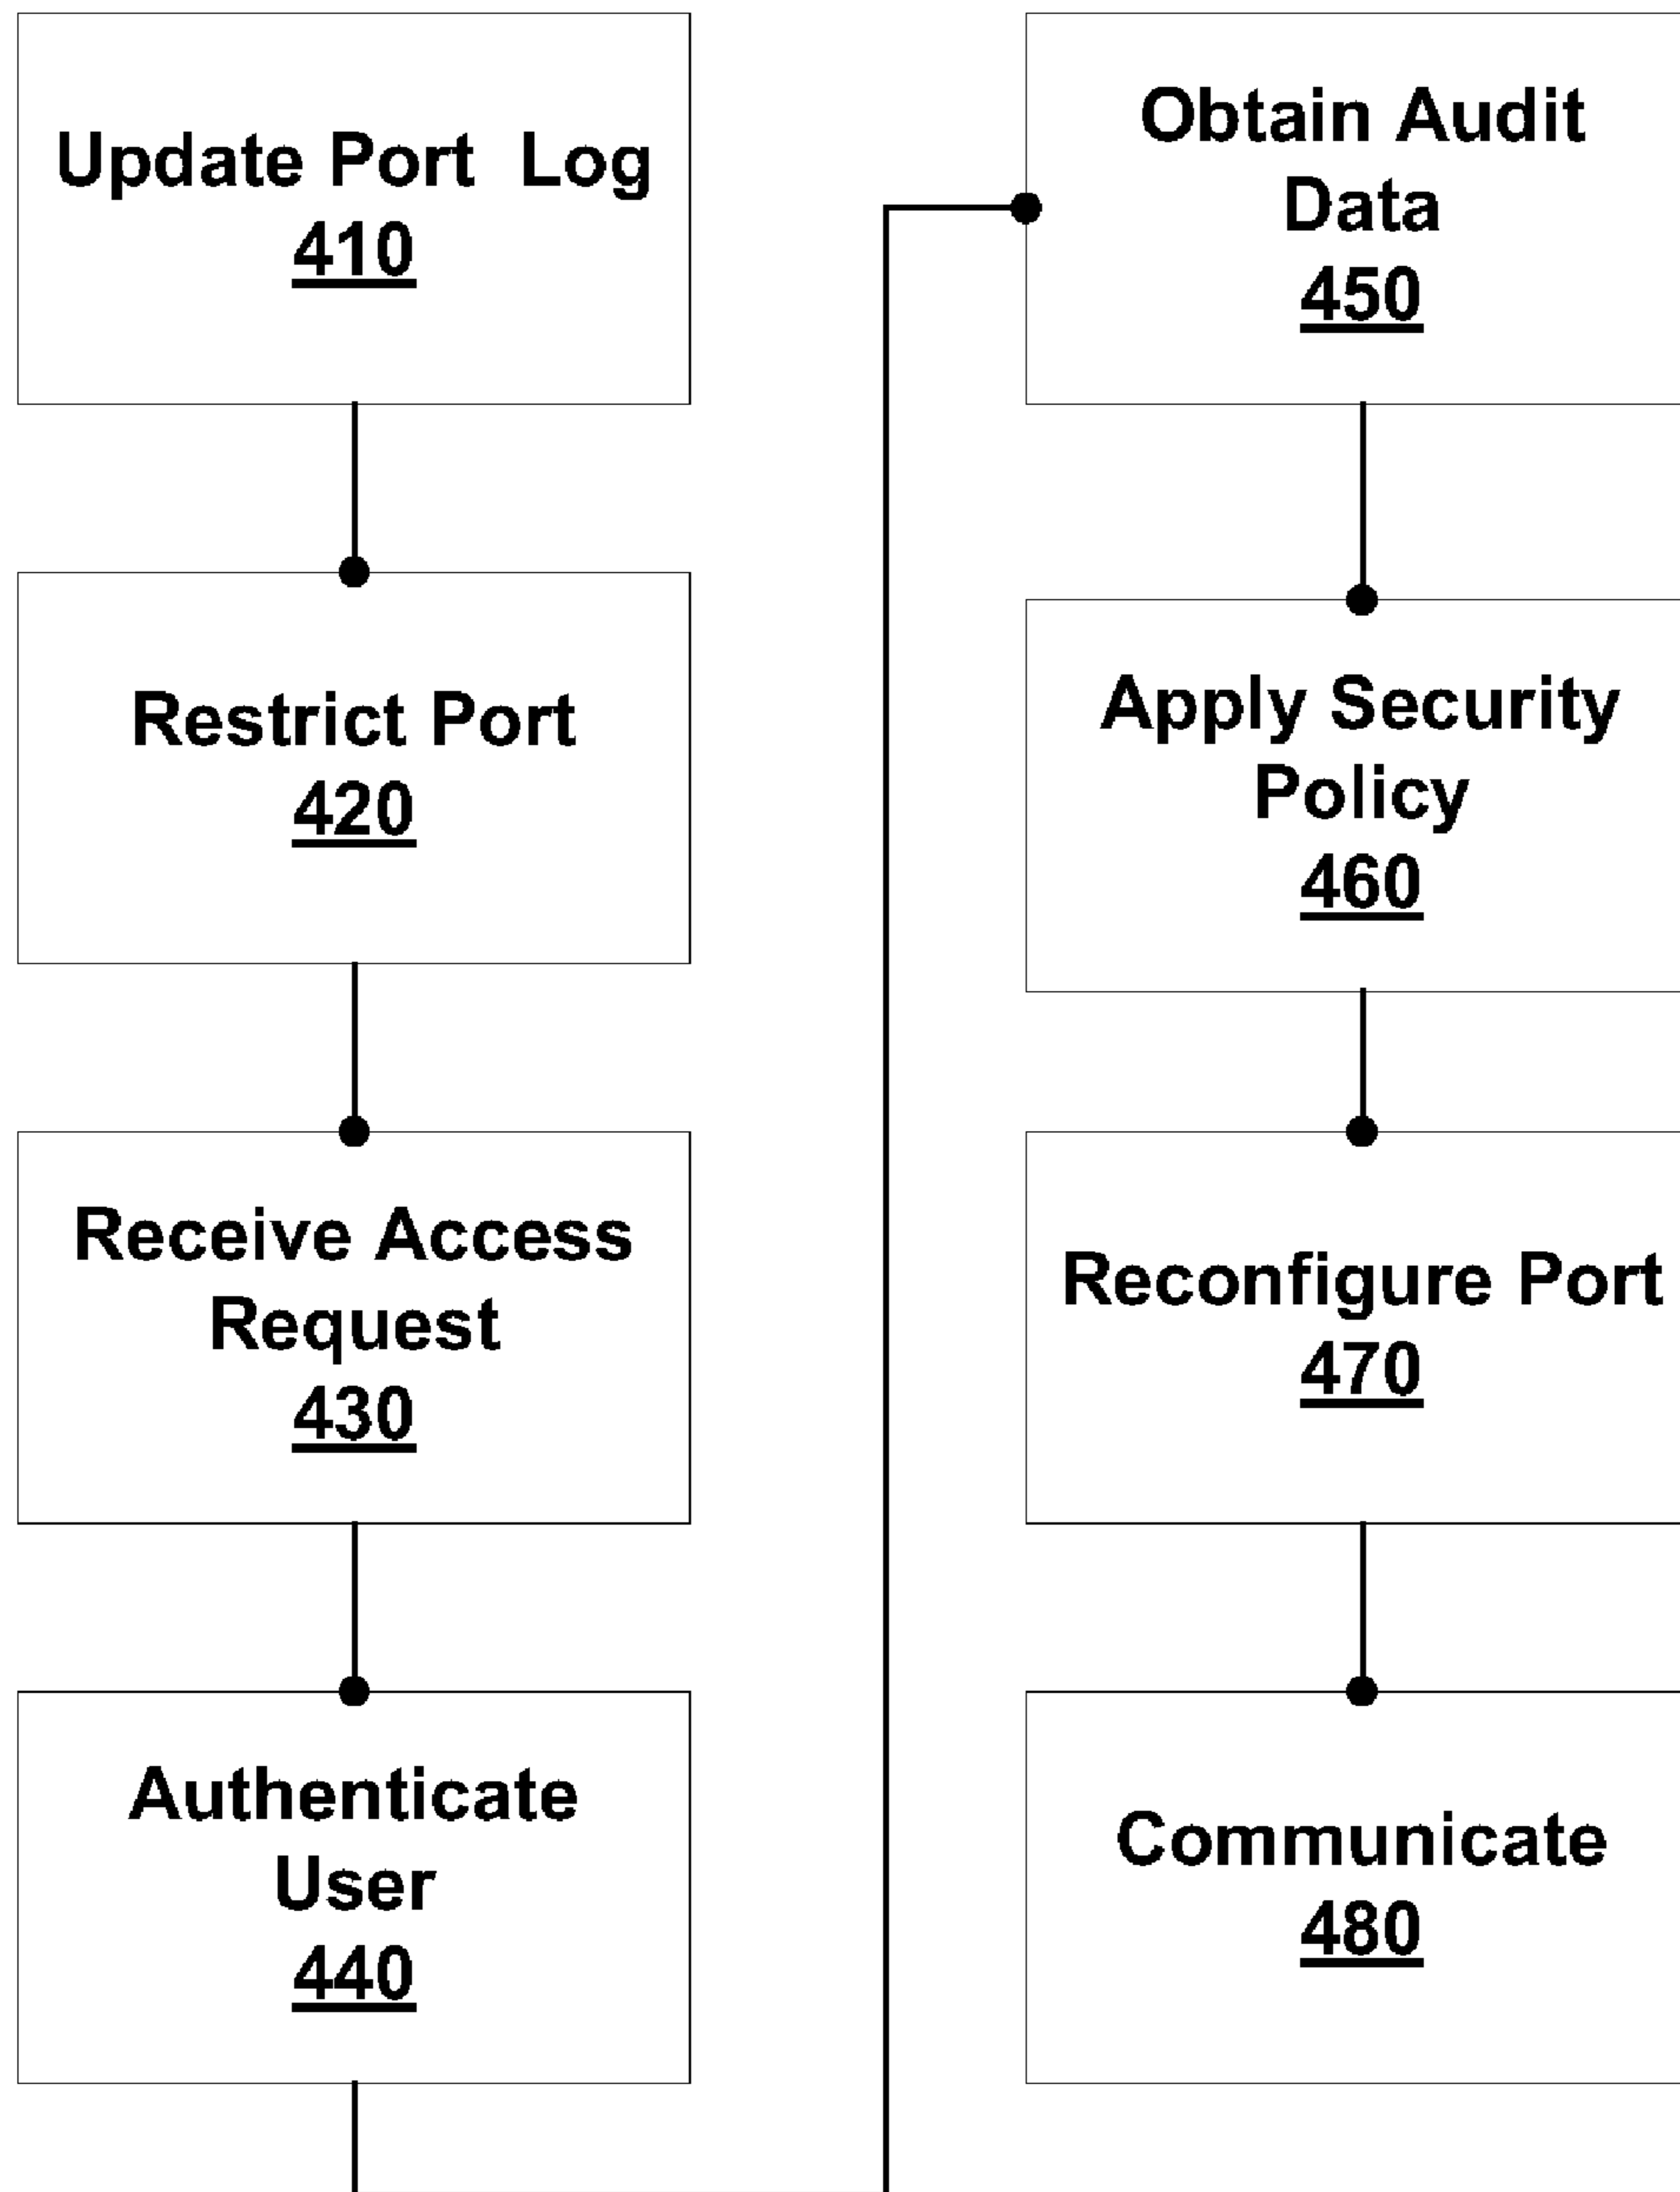 Update Port Log
410
Restrict Port
420
Receive Access
Request
430
Authenticate
User
440
Obtain Audit
Data
450
Apply Security
Policy
460
Reconfigure Port
470
Communicate
480